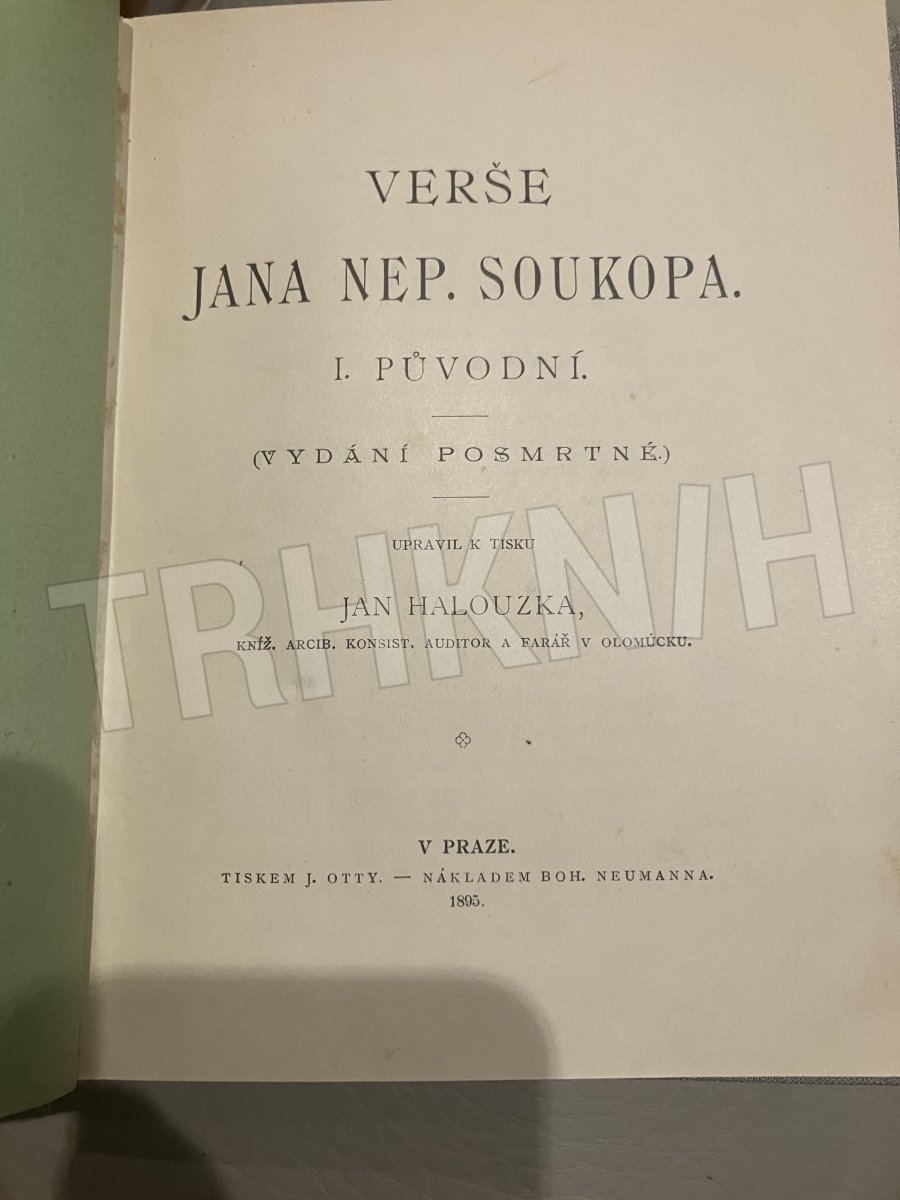 VERŠE
JANA NEP. SOUKOPA.
I. PŮVODNÍ.
(VYDÁNÍ POSMRTNÉ.)
UPRAVIL K TISKU
JAN HALOUZKA,
KNÍŽ. ARCIB. KONSIST. AUDITOR A FARÁŘ V OLOMÚCKU.
TRHKNIH
V PRAZE.
TISKEM J. OTTY. — NÁKLADEM BOH. NEUMANNA.
1895.